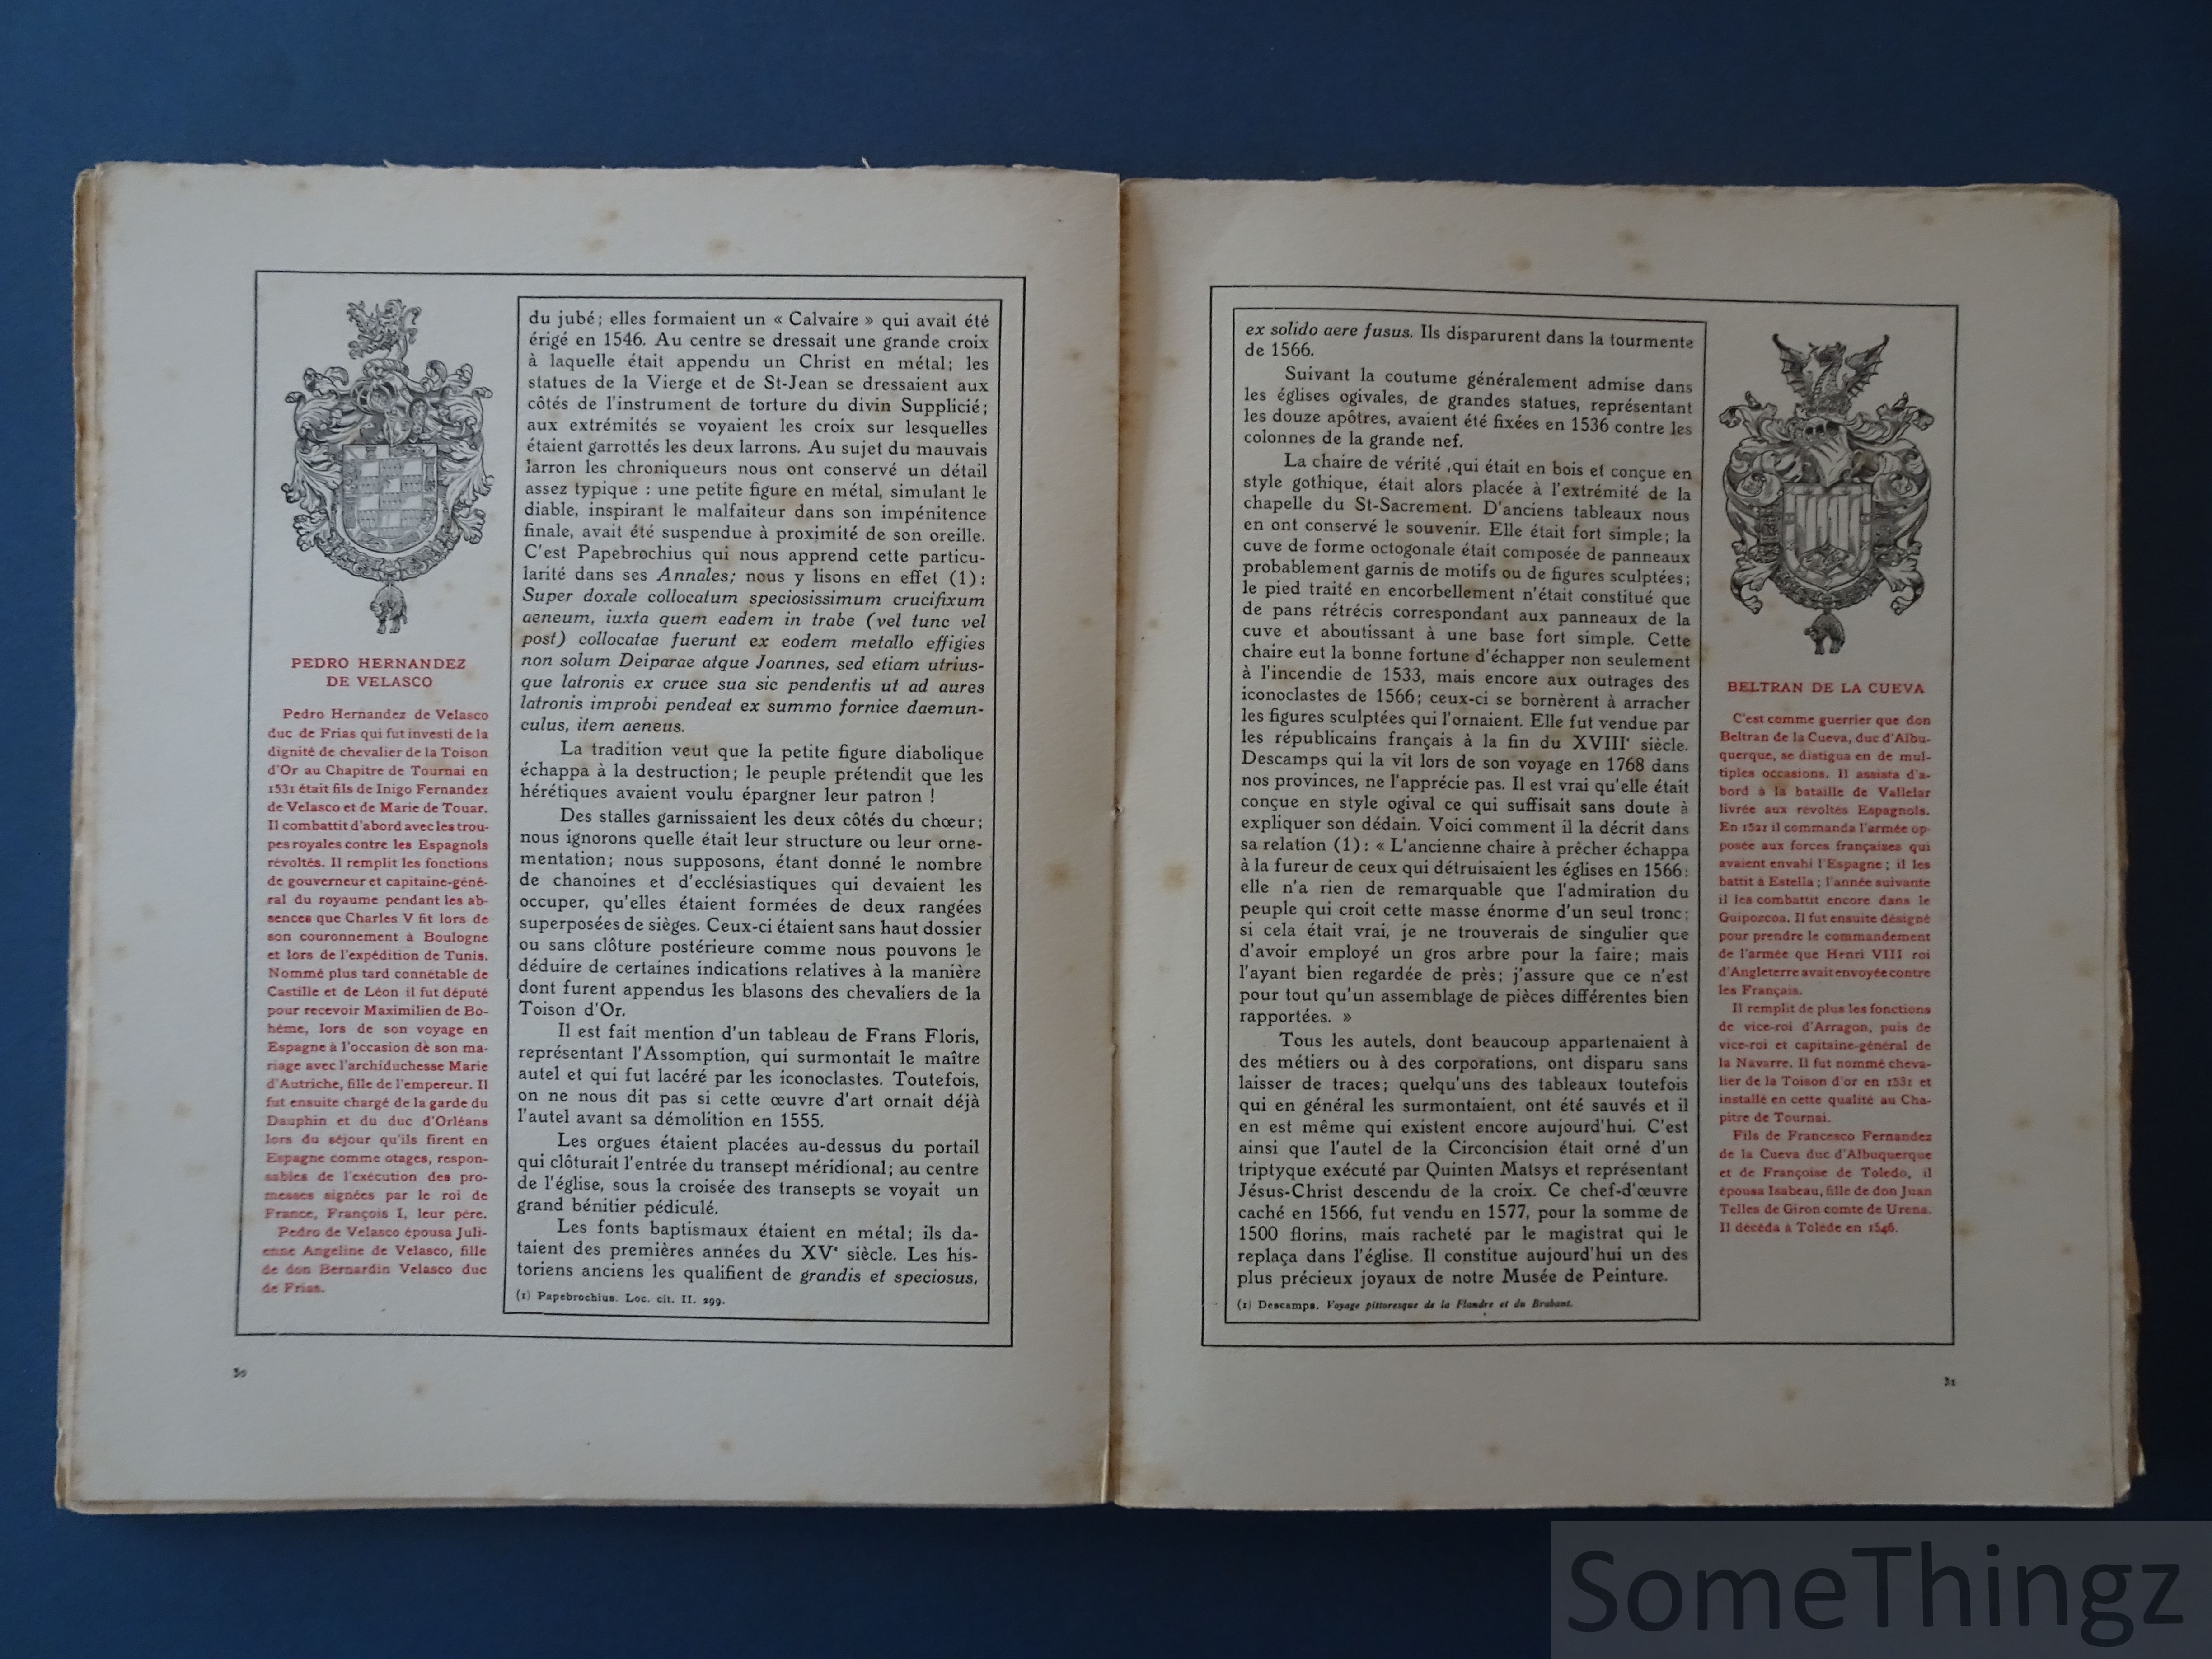 PEDRO HERNANDEZ
DE VELASCO
Pedro Hernandez de Velasco
duc de Frias qui fut investi de la
dignité de chevalier de la Toison
d'Or au Chapitre de Tournai en
1531 était fils de Inigo Fernandez
de Velasco et de Marie de Touar.
Il combattit d'abord avec les trou-
pes royales contre les Espagnols
révoltés. Il remplit les fonctions
de gouverneur et capitaine-géné-
ral du royaume pendant les ab-
sences que Charles V fit lors de
son couronnement à Boulogne
et lors de l'expédition de Tunis.
Nommé plus tard connétable de
Castille et de Léon il fut député
pour recevoir Maximilien de Bo-
hême, lors de son voyage en
Espagne à l'occasion de son ma-
riage avec l'archiduchesse Marie
d'Autriche, fille de l'empereur. Il
fut ensuite chargé de la garde du
Dauphin et du duc d'Orléans
lors du séjour qu'ils firent en
Espagne comme otages, respon-
sables de l'exécution des pro-
messes signées par le roi de
France, François I, leur père.
Pedro de Velasco épousa Juli-
enne Angeline de Velasco, fille
de don Bernardin Velasco duc
de Frias.
du jubé; elles formaient un « Calvaire » qui avait été
érigé en 1546. Au centre se dressait une grande croix
à laquelle était appendu un Christ en métal; les
statues de la Vierge et de St-Jean se dressaient aux
côtés de l'instrument de torture du divin Supplicié;
aux extrémités se voyaient les croix sur lesquelles
étaient garrottés les deux larrons. Au sujet du mauvais
larron les chroniqueurs nous ont conservé un détail
assez typique : une petite figure en métal, simulant le
diable, inspirant le malfaiteur dans son impénitence
finale, avait été suspendue à proximité de son oreille.
C'est Papebrochius qui nous apprend cette particu-
larité dans ses Annales; nous y lisons en effet (1):
Super doxale collocatum speciosissimum crucifixum
aeneum, iuxta quem eadem in trabe (vel tunc vel
post) collocatae fuerunt ex eodem metallo effigies
non solum Deiparae atque Joannes, sed etiam utrius-
que latronis ex cruce sua sic pendentis ut ad aures
latronis improbi pendeat ex summo fornice daemun-
culus, item aeneus.
La tradition veut que la petite figure diabolique
échappa à la destruction; le peuple prétendit que les
hérétiques avaient voulu épargner leur patron !
Des stalles garnissaient les deux côtés du chœur;
nous ignorons quelle était leur structure ou leur orne-
mentation; nous supposons, étant donné le nombre
de chanoines et d'ecclésiastiques qui devaient les
occuper, qu'elles étaient formées de deux rangées
superposées de sièges. Ceux-ci étaient sans haut dossier
ou sans clôture postérieure comme nous pouvons le
déduire de certaines indications relatives à la manière
dont furent appendus les blasons des chevaliers de la
Toison d'Or.
Il est fait mention d'un tableau de Frans Floris,
représentant l'Assomption, qui surmontait le maître
autel et qui fut lacéré par les iconoclastes. Toutefois,
on ne nous dit pas si cette œuvre d'art ornait déjà
l'autel avant sa démolition en 1555.
Les orgues étaient placées au-dessus du portail
qui clôturait l'entrée du transept méridional; au centre
de l'église, sous la croisée des transepts se voyait un
grand bénitier pédiculé.
Les fonts baptismaux étaient en métal; ils da-
taient des premières années du XVe siècle. Les his-
toriens anciens les qualifient de grandis et speciosus,
(1) Papebrochius. Loc. cit. II. 299.
30
ex solido aere fusus. Ils disparurent dans la tourmente
de 1566.
Suivant la coutume généralement admise dans
les églises ogivales, de grandes statues, représentant
les douze apôtres, avaient été fixées en 1536 contre les
colonnes de la grande nef.
La chaire de vérité ,qui était en bois et conçue en
style gothique, était alors placée à l'extrémité de la
chapelle du St-Sacrement. D'anciens tableaux nous
en ont conservé le souvenir. Elle était fort simple; la
cuve de forme octogonale était composée de panneaux
probablement garnis de motifs ou de figures sculptées;
le pied traité en encorbellement n'était constitué que
de pans rétrécis correspondant aux panneaux de la
cuve et aboutissant à une base fort simple. Cette
chaire eut la bonne fortune d'échapper non seulement
à l'incendie de 1533, mais encore aux outrages des
iconoclastes de 1566; ceux-ci se bornèrent à arracher
les figures sculptées qui l'ornaient. Elle fut vendue par
les républicains français à la fin du XVIIIe siècle.
Descamps qui la vit lors de son voyage en 1768 dans
nos provinces, ne l'apprécie pas. Il est vrai qu'elle était
conçue en style ogival ce qui suffisait sans doute à
expliquer son dédain. Voici comment il la décrit dans
sa relation (1): « L'ancienne chaire à prêcher échappa
à la fureur de ceux qui détruisaient les églises en 1566:
elle n'a rien de remarquable que l'admiration du
peuple qui croit cette masse énorme d'un seul tronc;
si cela était vrai, je ne trouverais de singulier que
d'avoir employé un gros arbre pour la faire; mais
l'ayant bien regardée de près; j'assure que ce n'est
pour tout qu'un assemblage de pièces différentes bien
rapportées. »
Tous les autels, dont beaucoup appartenaient à
des métiers ou à des corporations, ont disparu sans
laisser de traces; quelqu'uns des tableaux toutefois
qui en général les surmontaient, ont été sauvés et il
en est même qui existent encore aujourd'hui. C'est
ainsi que l'autel de la Circoncision était orné d'un
triptyque exécuté par Quinten Matsys et représentant
Jésus-Christ descendu de la croix. Ce chef-d'œuvre
caché en 1566, fut vendu en 1577, pour la somme de
1500 florins, mais racheté par le magistrat qui le
replaça dans l'église. Il constitue aujourd'hui un des
plus précieux joyaux de notre Musée de Peinture.
(1) Descamps. Voyage pittoresque de la Flandre et du Brabant.
BELTRAN DE LA CUEVA
C'est comme guerrier que don
Beltran de la Cueva, duc d'Albu-
querque, se distigua en de mul-
tiples occasions. Il assista d'a-
bord à la bataille de Vallelar
livrée aux révoltés Espagnols.
En 1521 il commanda l'armée op-
posée aux forces françaises qui
avaient envahi l'Espagne; il les
battit à Estella; l'année suivante
il les combattit encore dans le
Guipozcoa. Il fut ensuite désigné
pour prendre le commandement
de l'armée que Henri VIII roi
d'Angleterre avait envoyée contre
les Français.
Il remplit de plus les fonctions
de vice-roi d'Arragon, puis de
vice-roi et capitaine-général de
la Navarre. Il fut nommé cheva-
lier de la Toison d'or en 1531 et
installé en cette qualité au Cha-
pitre de Tournai.
Fils de Francesco Fernandez
de la Cueva duc d'Albuquerque
et de Françoise de Toledo, il
épousa Isabeau, fille de don Juan
Telles de Giron comte de Urena.
Il décéda à Tolède en 1546.
31
SomeThingz